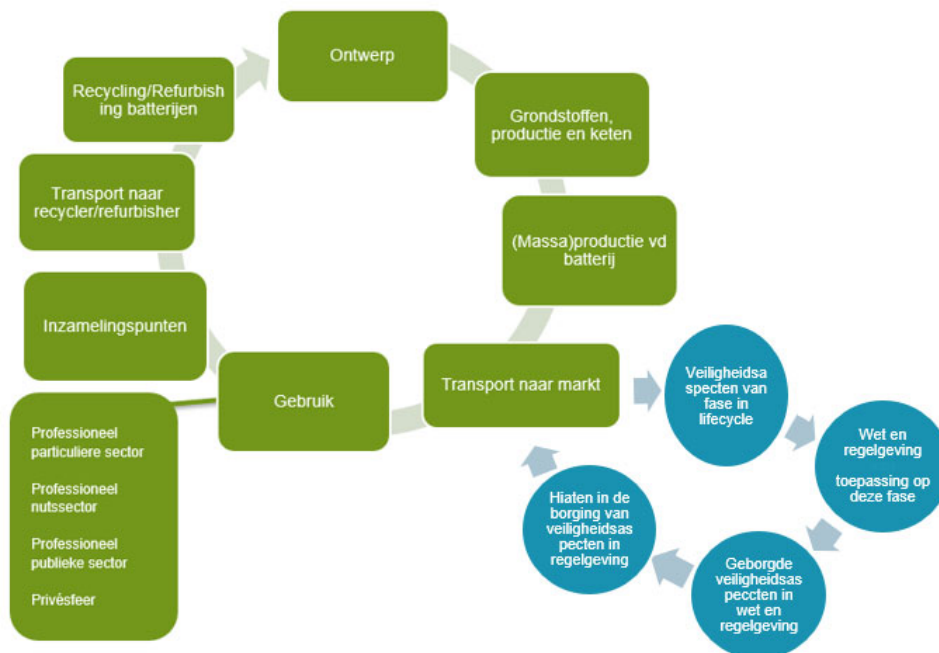 Ontwerp
Grondstoffen,
productie en keten
(Massa)productie vd
batterij
Transport naar markt
Gebruik
Inzamelingspunten
Transport naar
recycler/refurbisher
Recycling/Refurbish
ing batterijen
Professioneel
particuliere sector
Professioneel
nutssector
Professioneel
publieke sector
Privésfeer
Veiligheidsa
specten van
fase in
lifecycle
Wet en
regelgeving
toepassing op
deze fase
Geborgde
veiligheidsas
peccten in
wet en
regelgeving
Hiaten in de
borging van
veiligheidsas
pecten in
regelgeving